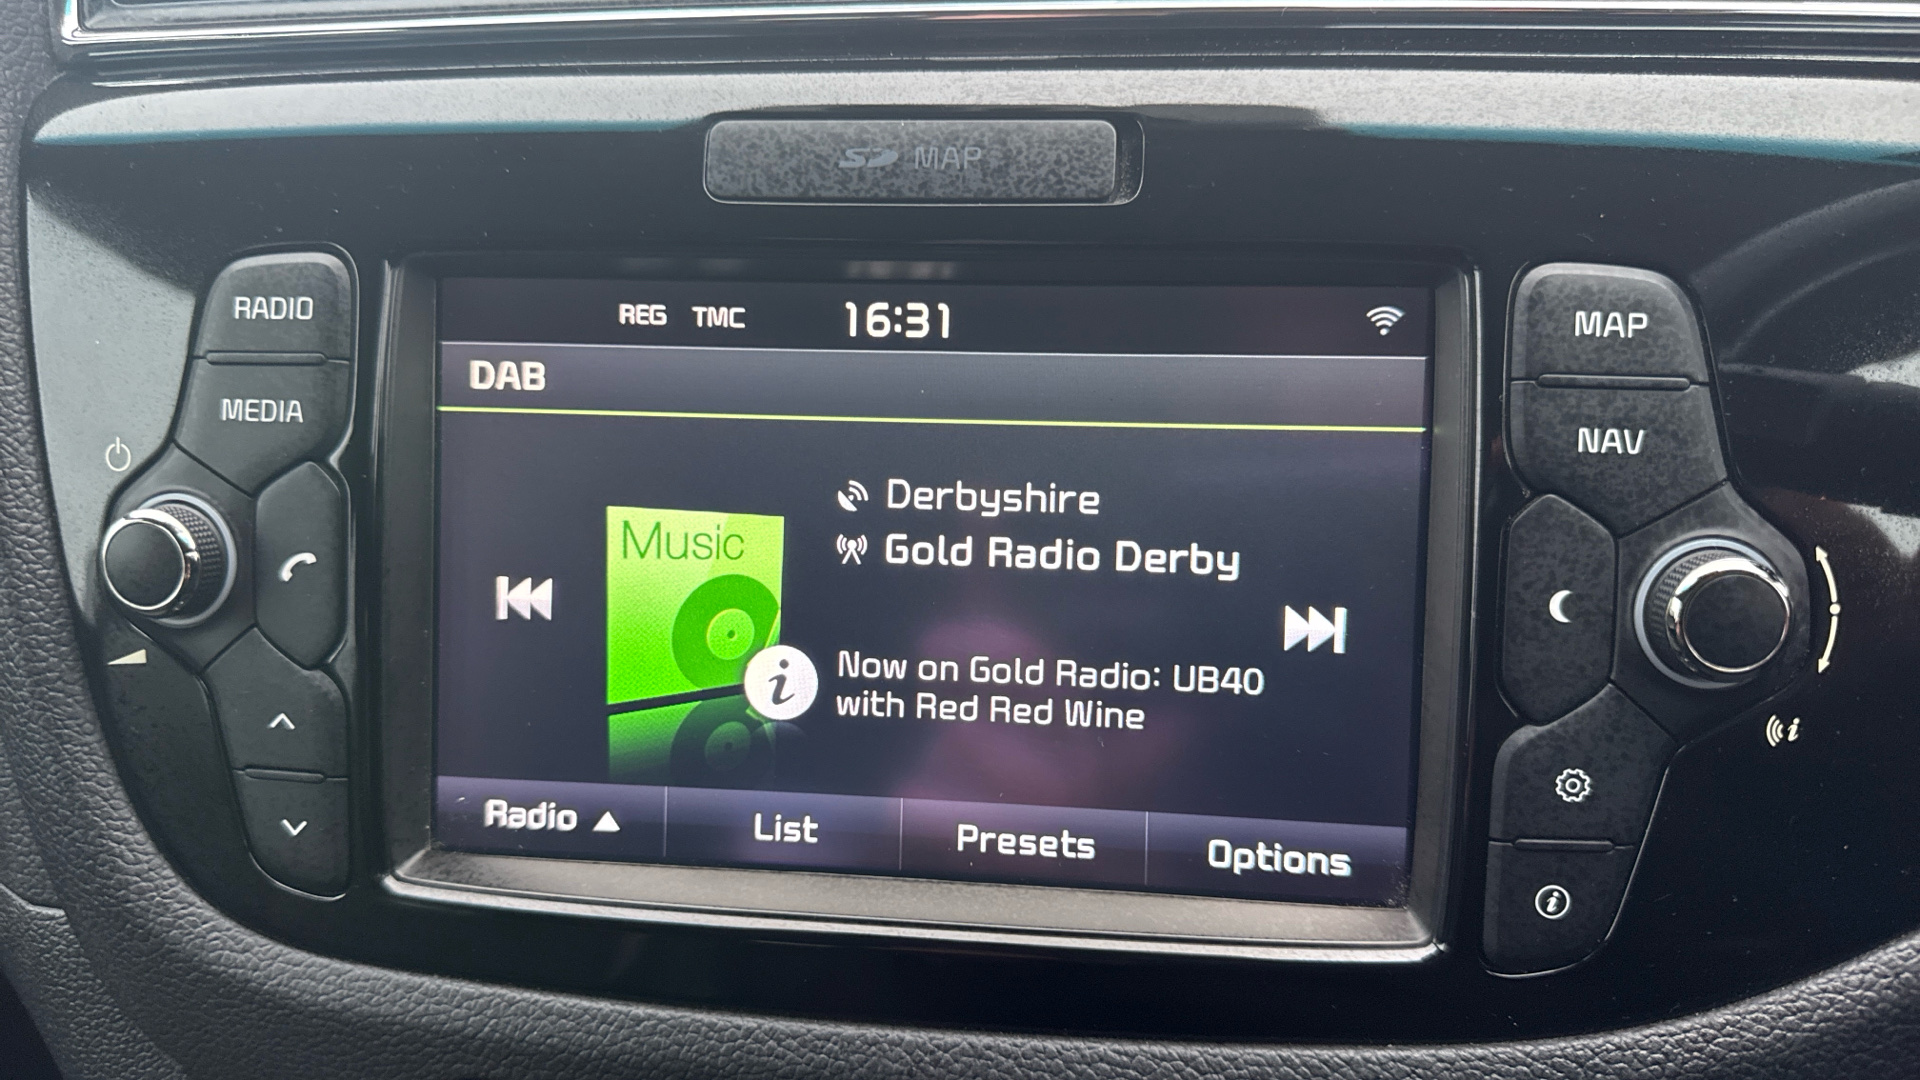 SD MAP
RADIO
MEDIA
REG TMC 16:31
DAB
Music
Derbyshire
Gold Radio Derby
Now on Gold Radio: UB40
with Red Red Wine
Radio ▲
List
Presets
Options
MAP
NAV